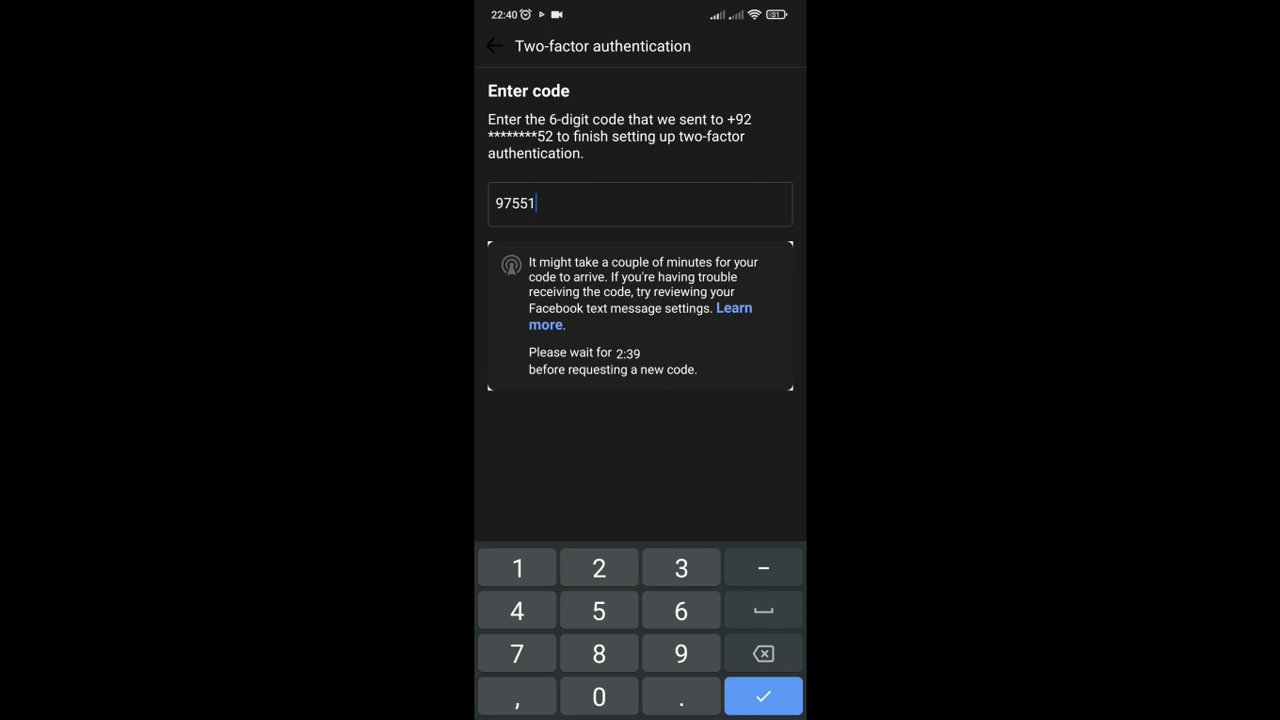 22:40
31
Two-factor authentication
Enter code
Enter the 6-digit code that we sent to +92
********52 to finish setting up two-factor
authentication.
97551
It might take a couple of minutes for your
code to arrive. If you're having trouble
receiving the code, try reviewing your
Facebook text message settings. Learn
more.
Please wait for 2:39
before requesting a new code.
1 2 3 −
4 5 6
7 8 9
, 0 .